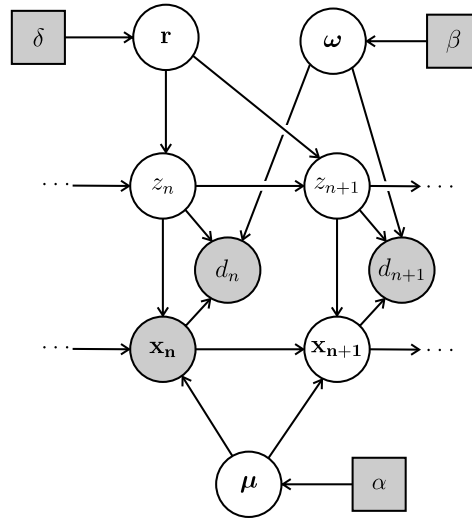 δ r ω β
··· z_n z_{n+1} ···
d_n d_{n+1}
··· x_n x_{n+1} ···
μ α